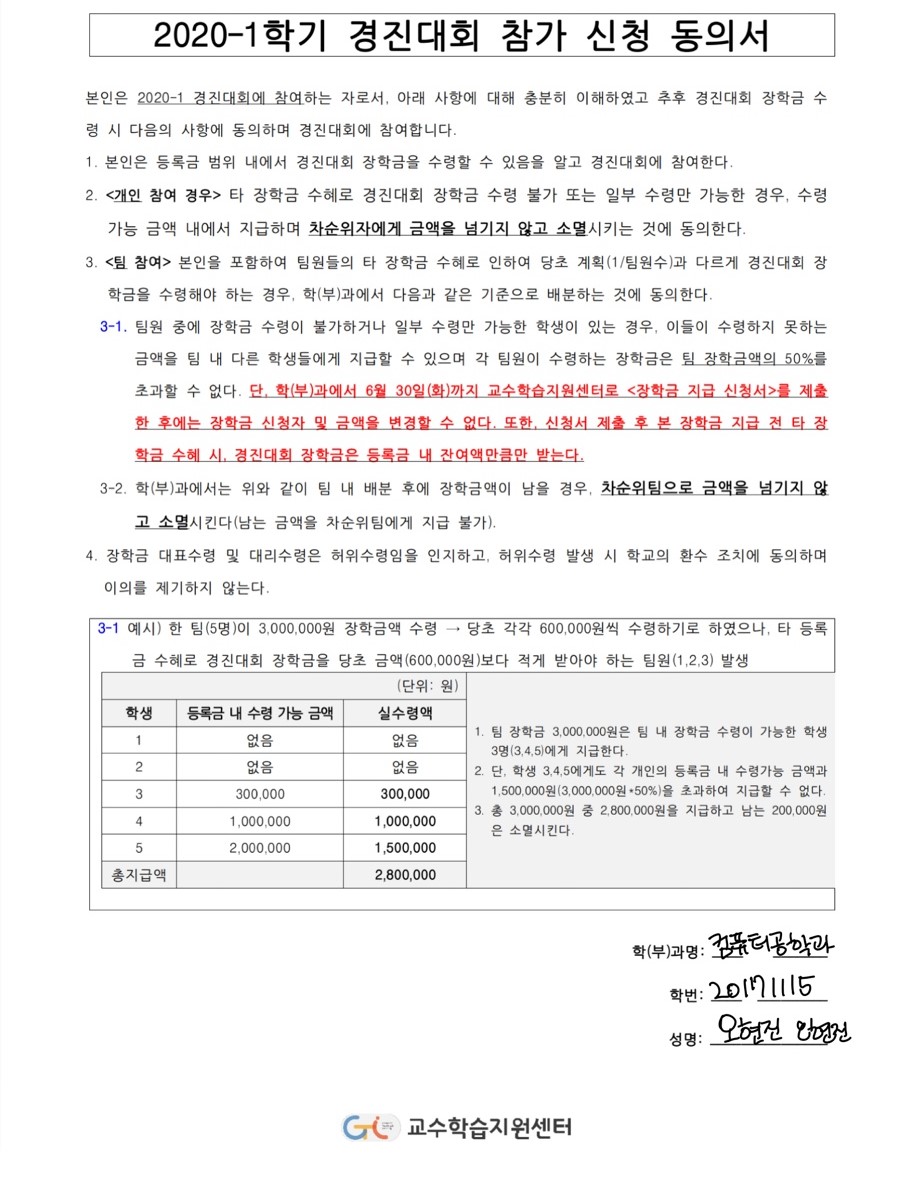 2020-1학기 경진대회 참가 신청 동의서
본인은 2020-1 경진대회에 참여하는 자로서, 아래 사항에 대해 충분히 이해하였고 추후 경진대회 장학금 수
령 시 다음의 사항에 동의하며 경진대회에 참여합니다.
1. 본인은 등록금 범위 내에서 경진대회 장학금을 수령할 수 있음을 알고 경진대회에 참여한다.
2. <개인 참여 경우> 타 장학금 수혜로 경진대회 장학금 수령 불가 또는 일부 수령만 가능한 경우, 수령
가능 금액 내에서 지급하며 차순위자에게 금액을 넘기지 않고 소멸시키는 것에 동의한다.
3. <팀 참여> 본인을 포함하여 팀원들의 타 장학금 수혜로 인하여 당초 계획(1/팀원수)과 다르게 경진대회 장
학금을 수령해야 하는 경우, 학(부)과에서 다음과 같은 기준으로 배분하는 것에 동의한다.
3-1. 팀원 중에 장학금 수령이 불가하거나 일부 수령만 가능한 학생이 있는 경우, 이들이 수령하지 못하는
금액을 팀 내 다른 학생들에게 지급할 수 있으며 각 팀원이 수령하는 장학금은 팀 장학금액의 50%를
초과할 수 없다. 단, 학(부)과에서 6월 30일(화)까지 교수학습지원센터로 <장학금 지급 신청서>를 제출
한 후에는 장학금 신청자 및 금액을 변경할 수 없다. 또한, 신청서 제출 후 본 장학금 지급 전 타 장
학금 수혜 시, 경진대회 장학금은 등록금 내 잔여액만큼만 받는다.
3-2. 학(부)과에서는 위와 같이 팀 내 배분 후에 장학금액이 남을 경우, 차순위팀으로 금액을 넘기지 않
고 소멸시킨다(남는 금액을 차순위팀에게 지급 불가).
4. 장학금 대표수령 및 대리수령은 허위수령임을 인지하고, 허위수령 발생 시 학교의 환수 조치에 동의하며
이의를 제기하지 않는다.
3-1 예시) 한 팀(5명)이 3,000,000원 장학금액 수령 → 당초 각각 600,000원씩 수령하기로 하였으나, 타 등록
금 수혜로 경진대회 장학금을 당초 금액(600,000원)보다 적게 받아야 하는 팀원(1,2,3) 발생
(단위: 원)
학생 등록금 내 수령 가능 금액 실수령액
1 없음 없음
2 없음 없음
3 300,000 300,000
4 1,000,000 1,000,000
5 2,000,000 1,500,000
총지급액 2,800,000
1. 팀 장학금 3,000,000원은 팀 내 장학금 수령이 가능한 학생
3명(3,4,5)에게 지급한다.
2. 단, 학생 3,4,5에게도 각 개인의 등록금 내 수령가능 금액과
1,500,000원(3,000,000원*50%)을 초과하여 지급할 수 없다.
3. 총 3,000,000원 중 2,800,000원을 지급하고 남는 200,000원
은 소멸시킨다.
학(부)과명: 컴퓨터공학과
학번: 201711115
성명: 오현진 오현진
교수학습지원센터